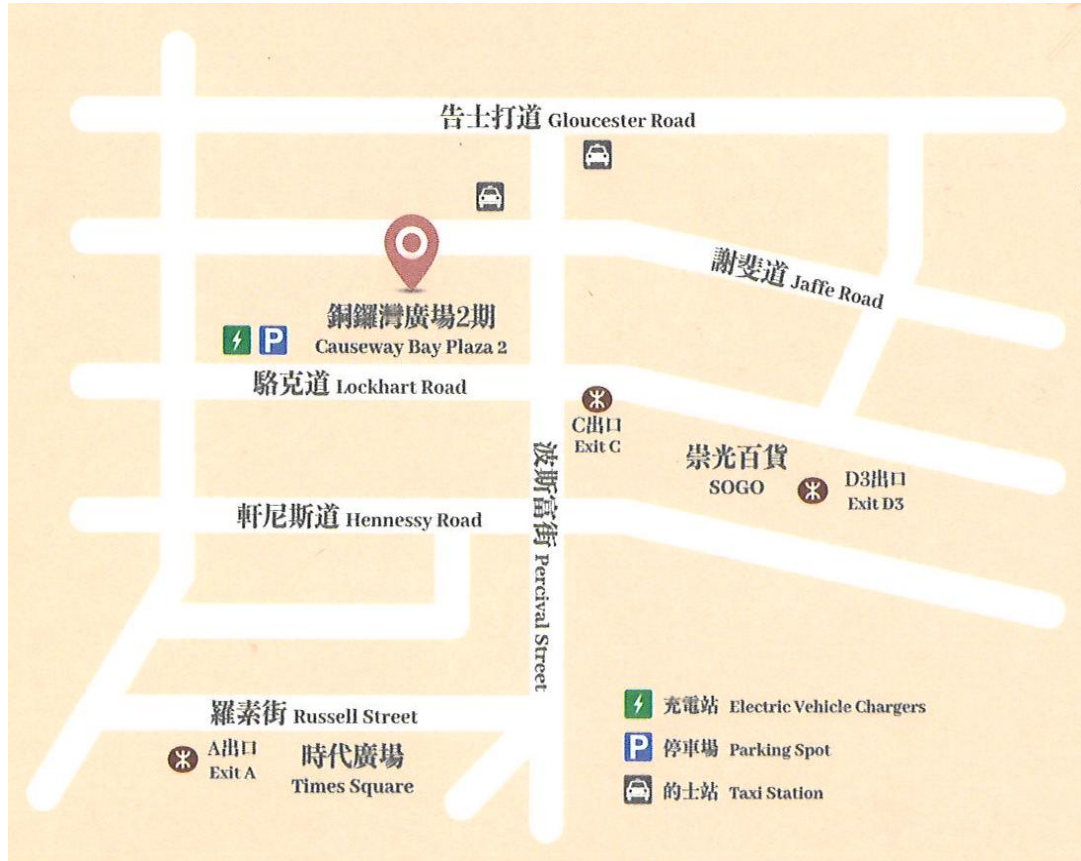 告士打道 Gloucester Road
謝斐道 Jaffe Road
銅鑼灣廣場2期
Causeway Bay Plaza 2
P
駱克道 Lockhart Road
C出口
Exit C
崇光百貨
SOGO
D3出口
Exit D3
波斯富街 Percival Street
軒尼斯道 Hennessy Road
羅素街 Russell Street
A出口
Exit A
時代廣場
Times Square
充電站 Electric Vehicle Chargers
P 停車場 Parking Spot
的士站 Taxi Station